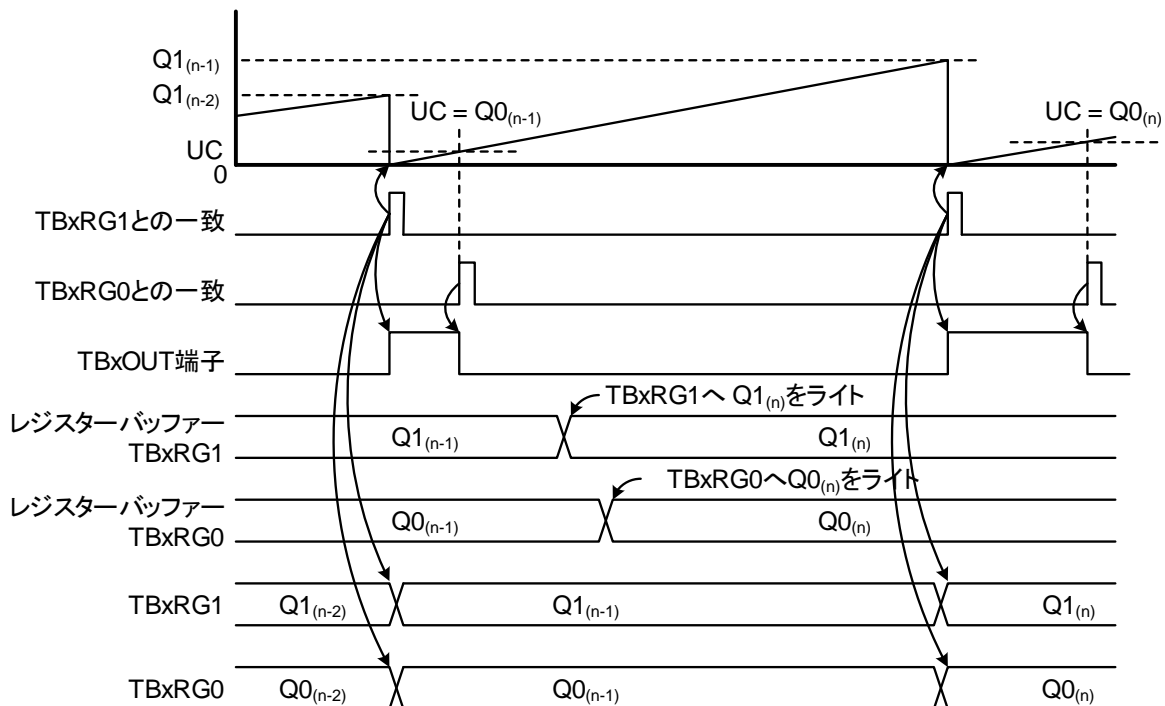 Q1(n-1)
Q1(n-2)
UC = Q0(n-1)
UC = Q0(n)
UC
0
TBxRG1との一致
TBxRG0との一致
TBxOUT端子
TBxRG1へ Q1(n)をライト
レジスターバッファー
TBxRG1
Q1(n-1)
Q1(n)
TBxRG0へQ0(n)をライト
レジスターバッファー
TBxRG0
Q0(n-1)
Q0(n)
TBxRG1
Q1(n-2)
Q1(n-1)
Q1(n)
TBxRG0
Q0(n-2)
Q0(n-1)
Q0(n)